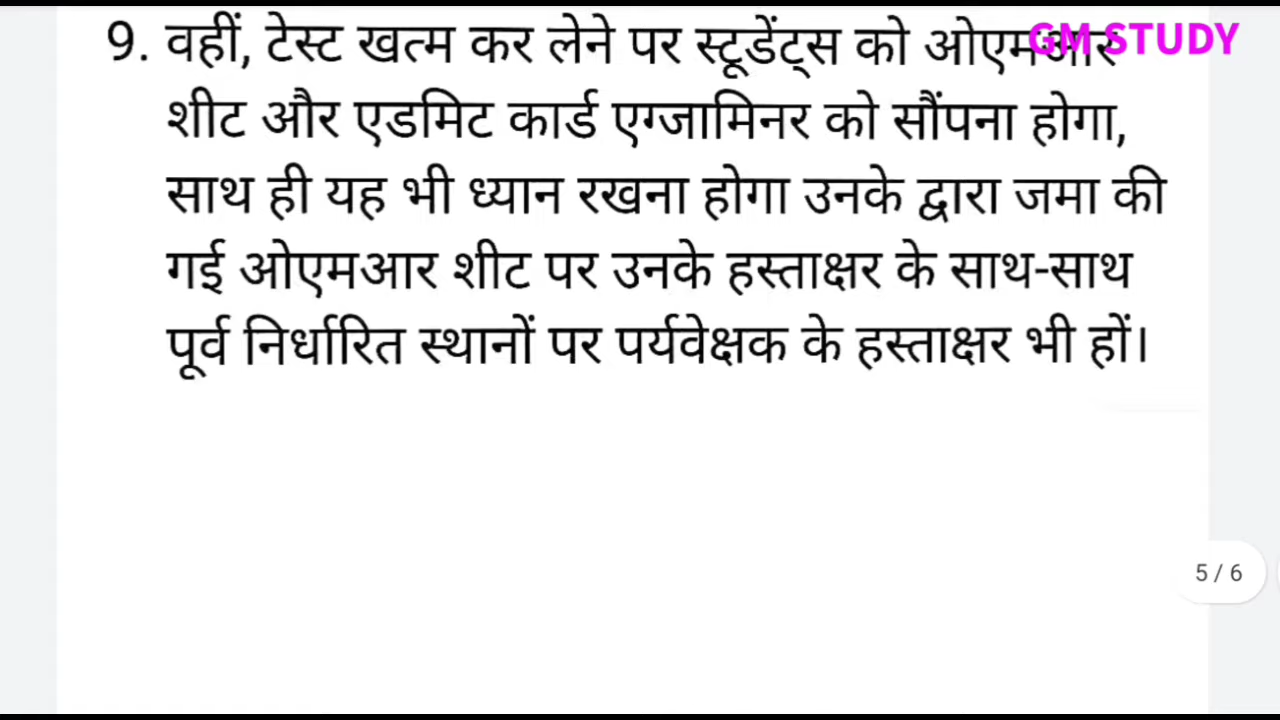 GM STUDY
9. वहीं, टेस्ट खत्म कर लेने पर स्टूडेंट्स को ओएमआर
शीट और एडमिट कार्ड एग्जामिनर को सौंपना होगा,
साथ ही यह भी ध्यान रखना होगा उनके द्वारा जमा की
गई ओएमआर शीट पर उनके हस्ताक्षर के साथ-साथ
पूर्व निर्धारित स्थानों पर पर्यवेक्षक के हस्ताक्षर भी हों।
5 / 6